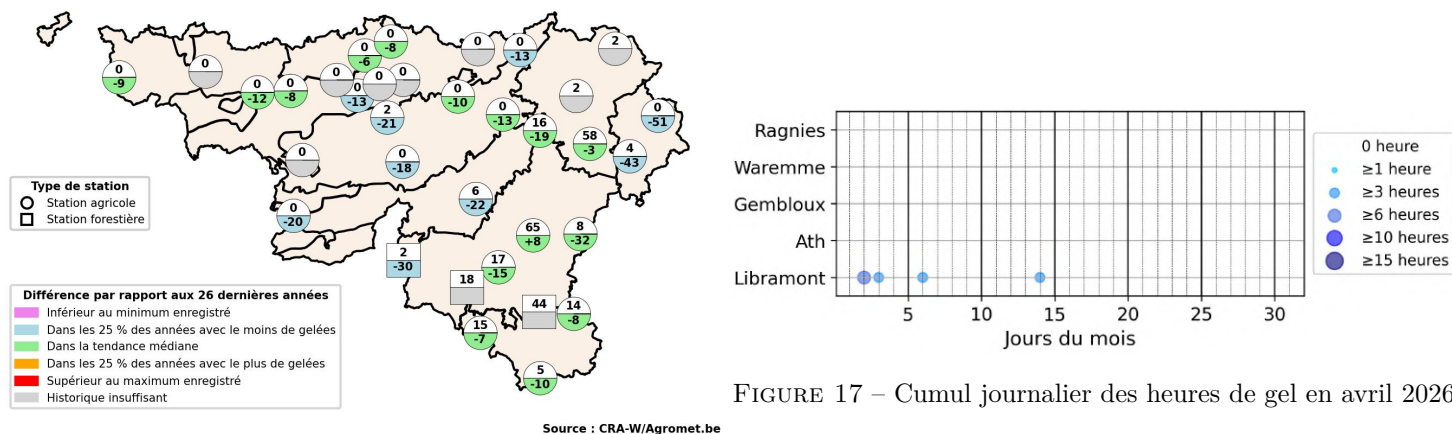 0
-8
0
-6
0
0
-13
2
0
-9
0
0
-12
0
-8
0
0
0
0
-13
0
-10
2
0
-51
2
-21
0
-13
16
-19
58
-3
4
-43
0
0
-18
6
-22
0
-20
65
+8
8
-32
2
-30
17
-15
18
44
14
-8
15
-7
5
-10
Type de station
Station agricole
Station forestière
Différence par rapport aux 26 dernières années
Inférieur au minimum enregistré
Dans les 25 % des années avec le moins de gelées
Dans la tendance médiane
Dans les 25 % des années avec le plus de gelées
Supérieur au maximum enregistré
Historique insuffisant
Source : CRA-W/Agromet.be
Ragnies
Waremme
Gembloux
Ath
Libramont
5 10 15 20 25 30
Jours du mois
0 heure
≥1 heure
≥3 heures
≥6 heures
≥10 heures
≥15 heures
FIGURE 17 – Cumul journalier des heures de gel en avril 2026